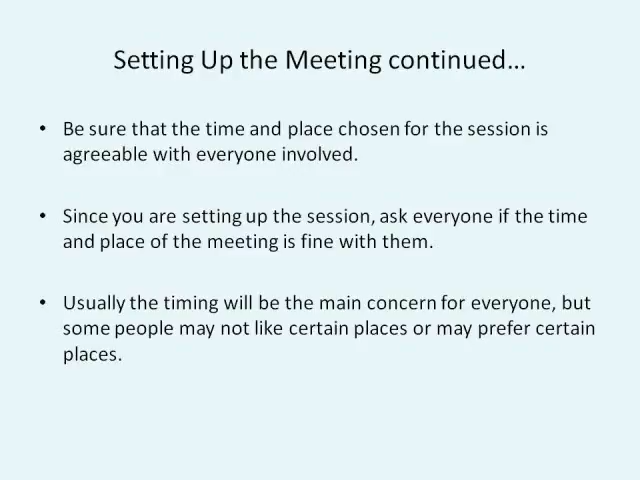 Setting Up the Meeting continued…
• Be sure that the time and place chosen for the session is
agreeable with everyone involved.
• Since you are setting up the session, ask everyone if the time
and place of the meeting is fine with them.
• Usually the timing will be the main concern for everyone, but
some people may not like certain places or may prefer certain
places.